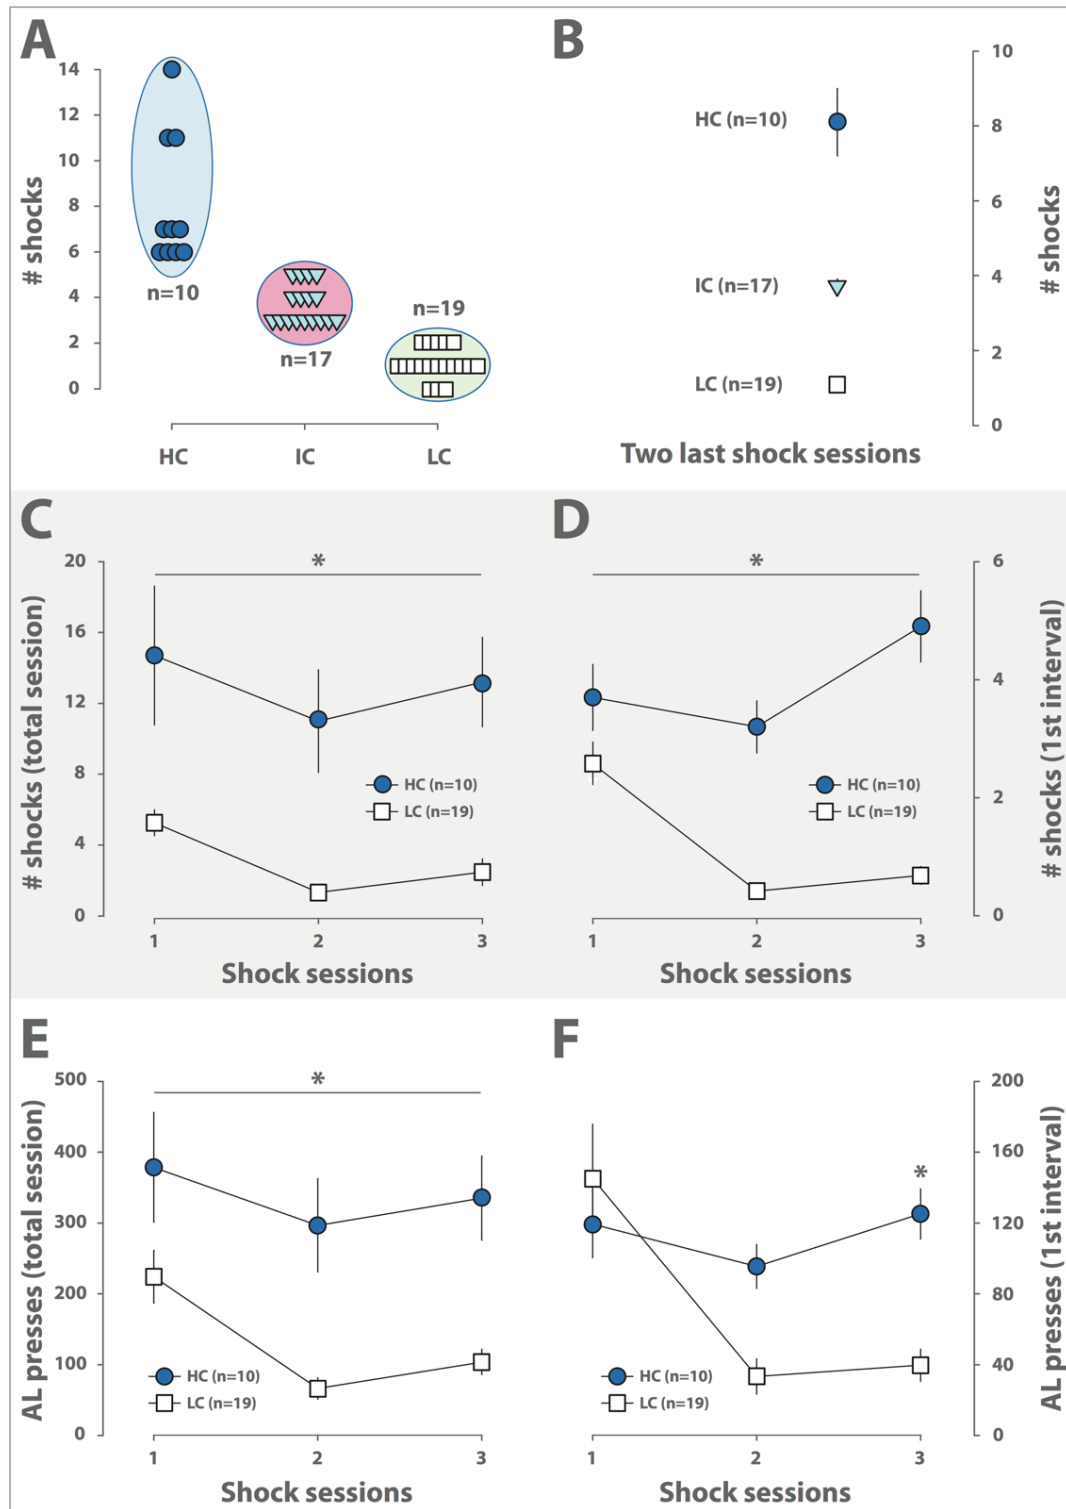 A
14
12
10
8
6
4
2
0
# shocks
n=10
n=17
n=19
HC
IC
LC
B
10
8
6
4
2
0
# shocks
HC (n=10)
IC (n=17)
LC (n=19)
Two last shock sessions
C
20
16
12
8
4
0
# shocks (total session)
*
HC (n=10)
LC (n=19)
1
2
3
Shock sessions
D
6
4
2
0
# shocks (1st interval)
*
HC (n=10)
LC (n=19)
1
2
3
Shock sessions
E
500
400
300
200
100
0
AL presses (total session)
*
HC (n=10)
LC (n=19)
1
2
3
Shock sessions
F
200
160
120
80
40
0
AL presses (1st interval)
*
HC (n=10)
LC (n=19)
1
2
3
Shock sessions